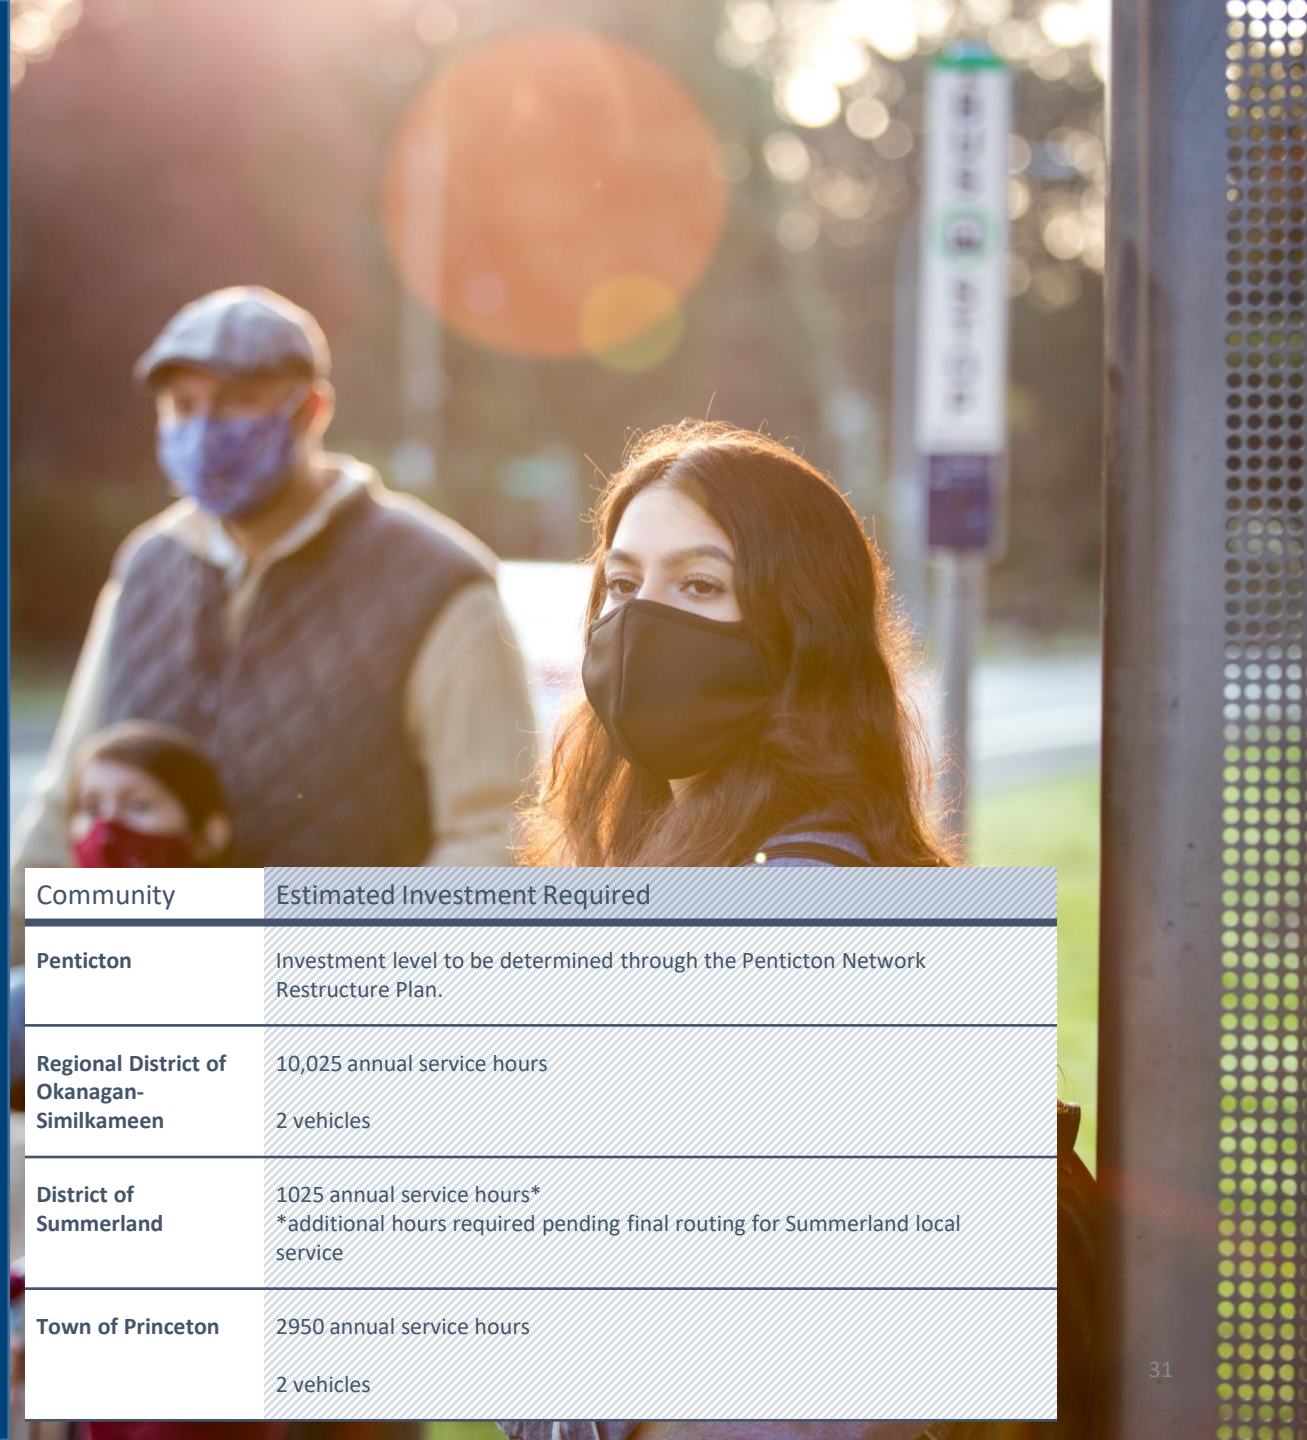 BUS STOP
Community Estimated Investment Required
Penticton Investment level to be determined through the Penticton Network
Restructure Plan.
Regional District of 10,025 annual service hours
Okanagan-
Similkameen 2 vehicles
District of 1025 annual service hours*
Summerland *additional hours required pending final routing for Summerland local
service
Town of Princeton 2950 annual service hours
2 vehicles
31